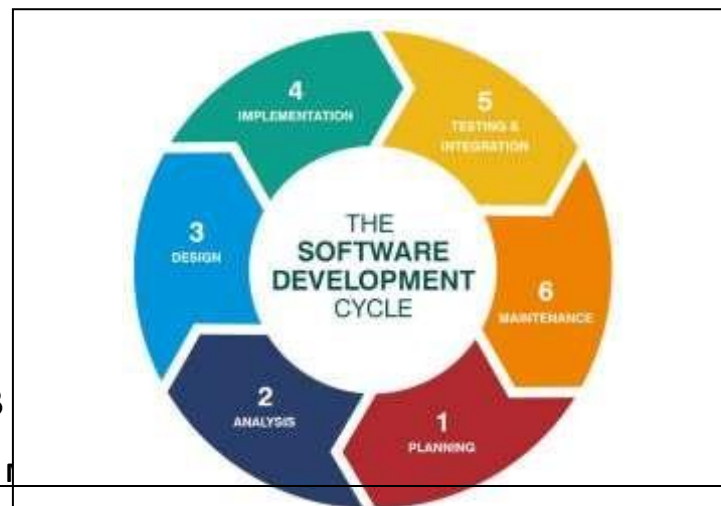 4
IMPLEMENTATION
5
TESTING &
INTEGRATION
3
DESIGN
THE
SOFTWARE
DEVELOPMENT
CYCLE
6
MAINTENANCE
2
ANALYSIS
1
PLANNING